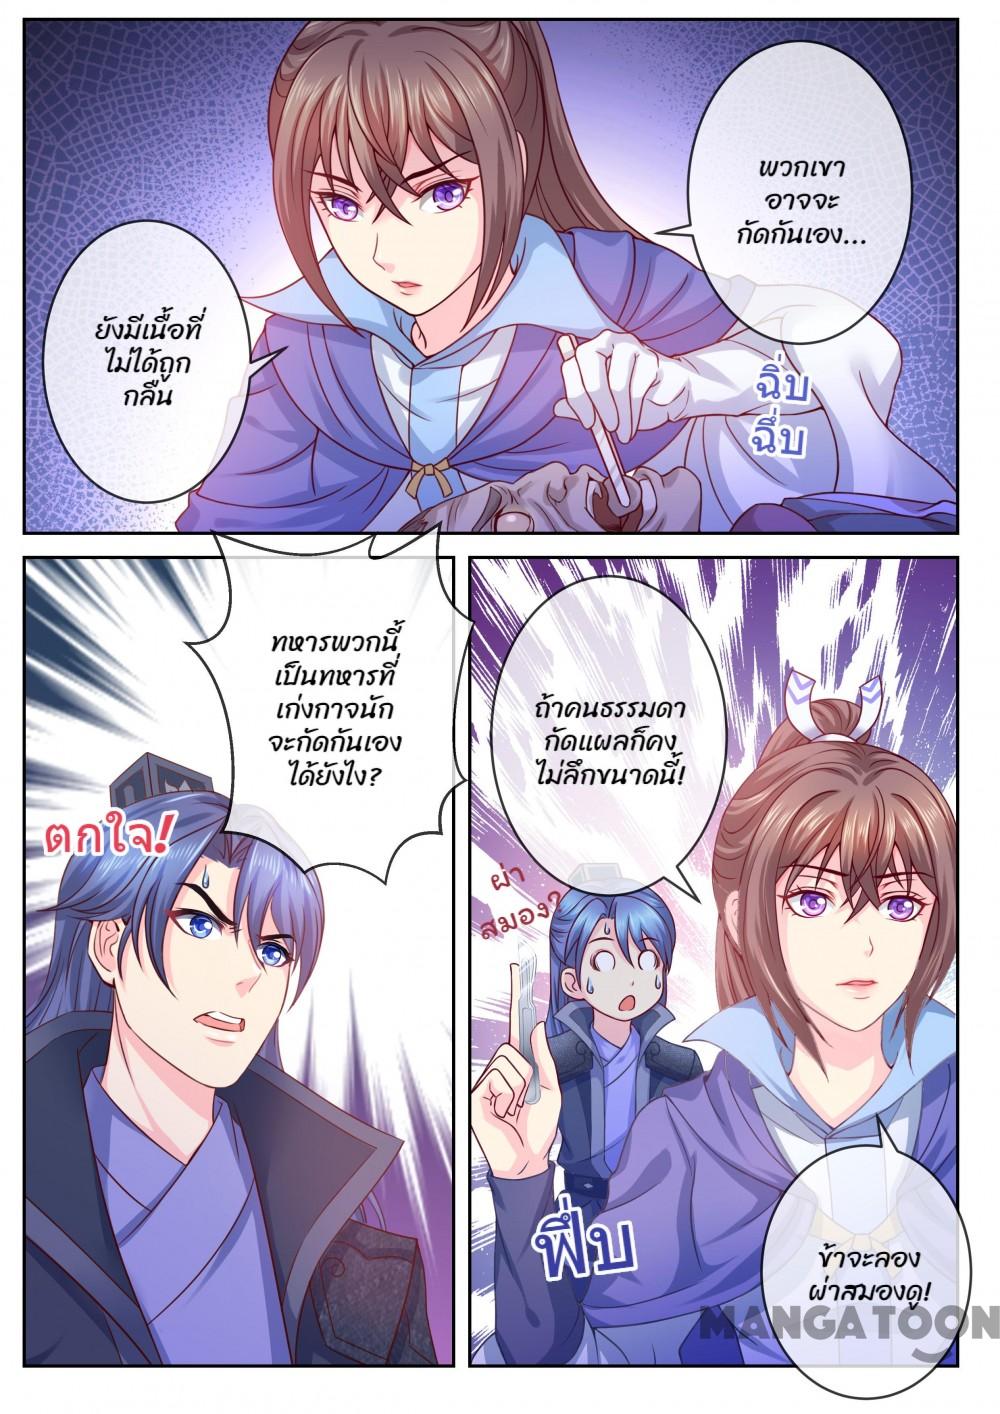 พวกเขา
อาจจะ
กัดกันเอง...
ยังมีเนื้อที่
ไม่ได้ถูก
กลืน
ฉิ่บ
ฉึ่บ
ทหารพวกนี้
เป็นทหารที่
เก่งกาจนัก
จะกัดกันเอง
ได้ยังไง?
ตกใจ!
ถ้าคนธรรมดา
กัดแผลก็คง
ไม่ลึกขนาดนี้!
ผ่า
สมอง?
ฟึ่บ
ข้าจะลอง
ผ่าสมองดู!
MANGATOON